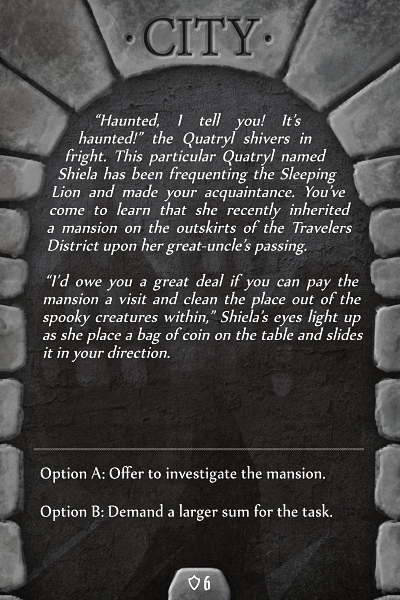 · CITY ·
“Haunted, I tell you! It’s
haunted!” the Quatryl shivers in
fright. This particular Quatryl named
Shiela has been frequenting the Sleeping
Lion and made your acquaintance. You’ve
come to learn that she recently inherited
a mansion on the outskirts of the Travelers
District upon her great-uncle’s passing.
“I’d owe you a great deal if you can pay the
mansion a visit and clean the place out of the
spooky creatures within,” Shiela’s eyes light up
as she place a bag of coin on the table and slides
it in your direction.
Option A: Offer to investigate the mansion.
Option B: Demand a larger sum for the task.
6